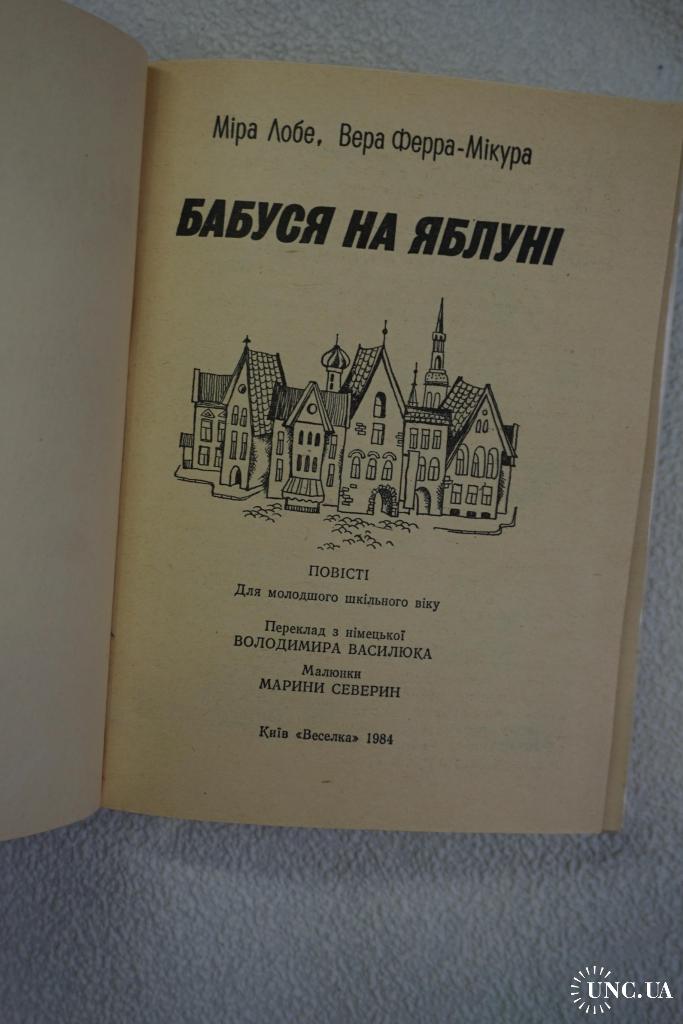 Міра Лобе, Вера Ферра-Мікура
БАБУСЯ НА ЯБЛУНІ
ПОВІСТІ
Для молодшого шкільного віку
Переклад з німецької
ВОЛОДИМИРА ВАСИЛЮКА
Малюнки
МАРИНИ СЕВЕРИН
Київ «Веселка» 1984
UNC.UA